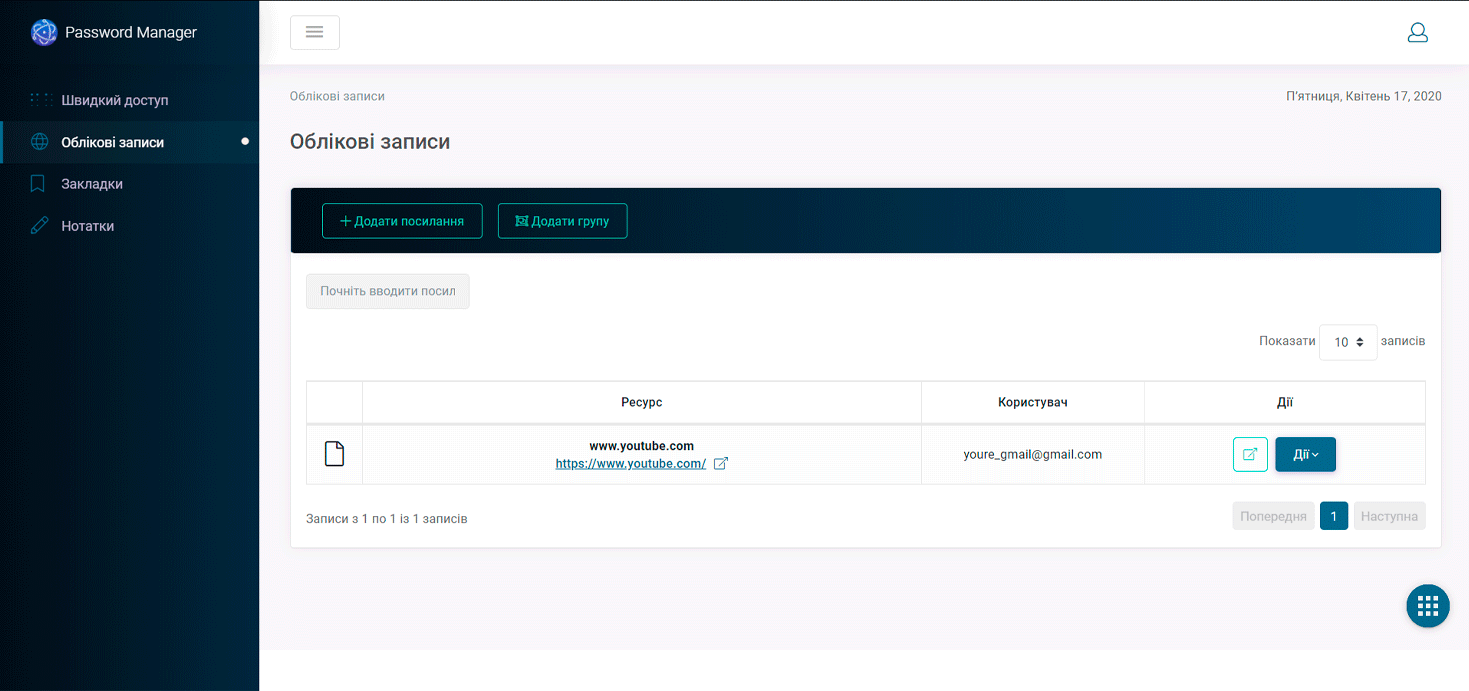 Password Manager
Швидкий доступ
Облікові записи
Закладки
Нотатки
Облікові записи
П'ятниця, Квітень 17, 2020
Облікові записи
Додати посилання
Додати групу
Почніть вводити посил
Показати 10 записів
Ресурс Користувач Дії
www.youtube.com
https://www.youtube.com/
youre_gmail@gmail.com
Дії
Записи з 1 по 1 із 1 записів
Попередня 1 Наступна